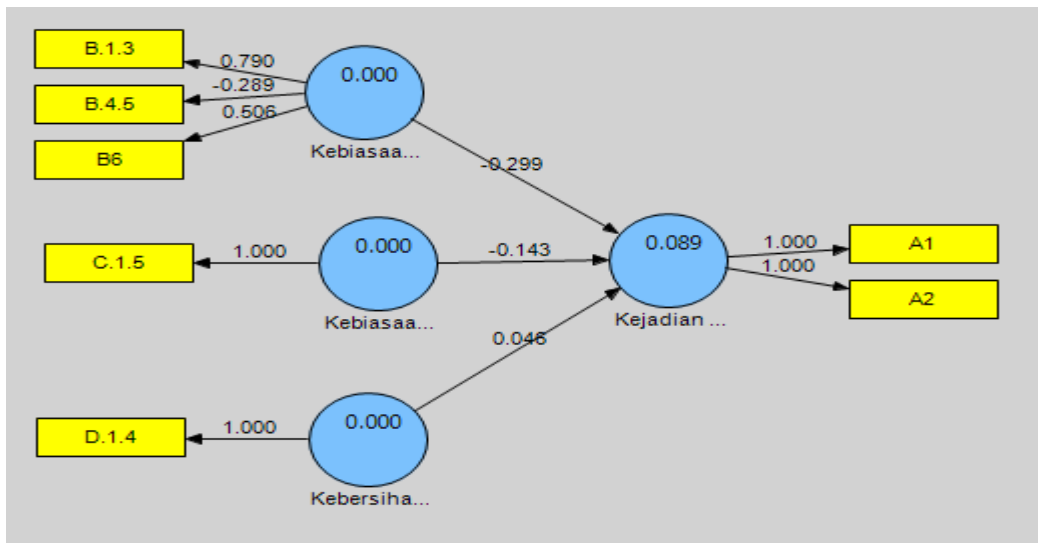 B.1.3
0.790
-0.289
B.4.5
0.506
B6
0.000
Kebiasaa...
-0.299
C.1.5
1.000
0.000
Kebiasaa...
-0.143
0.089
Kejadian ...
1.000
A1
1.000
A2
0.046
D.1.4
1.000
0.000
Kebersiha...